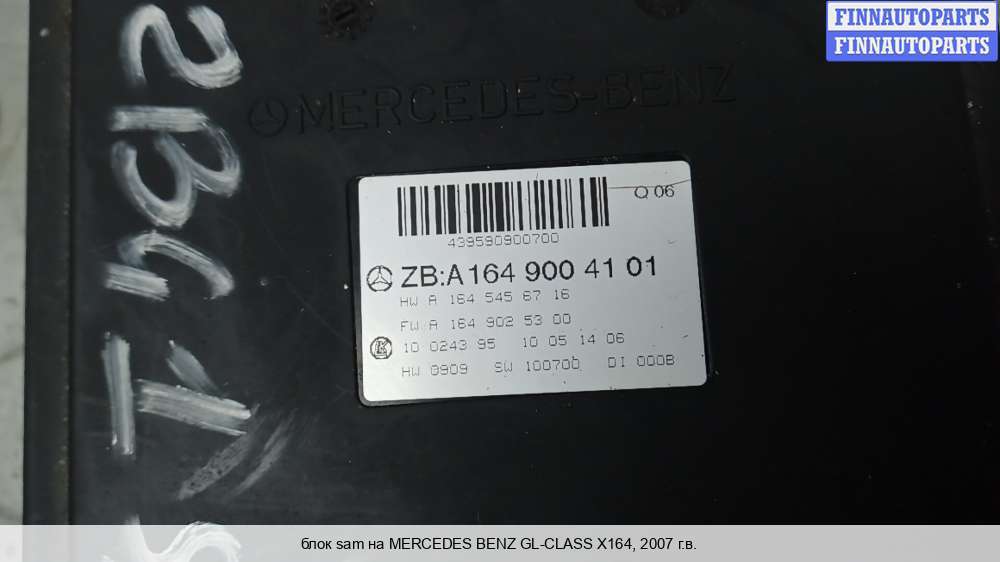 FINNAUTOPARTS
FINNAUTOPARTS
MERCEDES-BENZ
Q 06
439590900700
ZB:A 164 900 41 01
HW A 164 545 67 16
FW A 164 902 53 00
10 0243 95 10 05 14 06
HW 0909 SW 10070D DI 000B
блок sam на MERCEDES BENZ GL-CLASS X164, 2007 г.в.